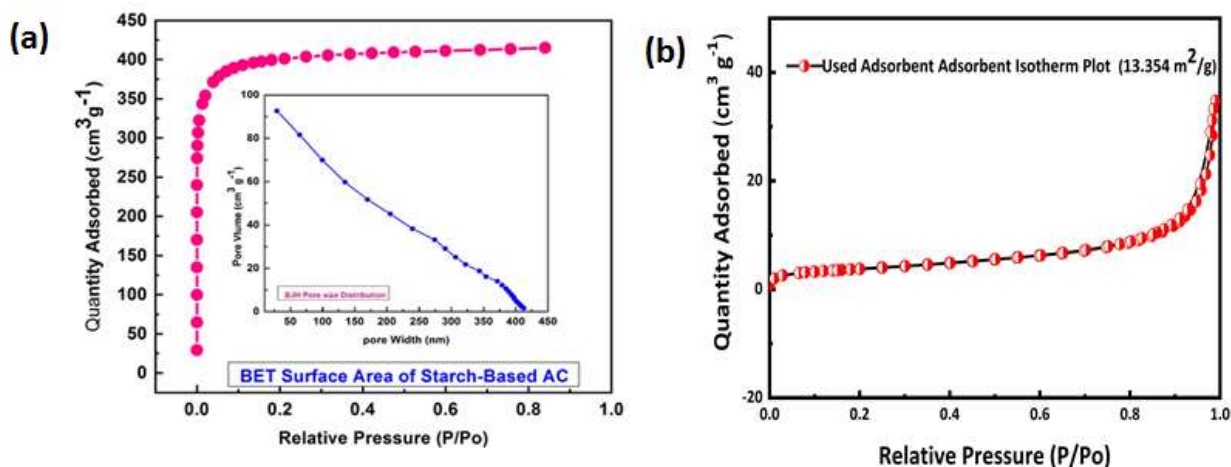 (a)
Quantity Adsorbed (cm3g-1)
450
400
350
300
250
200
150
100
50
0
0.0 0.2 0.4 0.6 0.8 1.0
Relative Pressure (P/Po)
BET Surface Area of Starch-Based AC
Pore Vlume (cm3 g-1)
100
80
60
40
20
0
50 100 150 200 250 300 350 400 450
pore Width (nm)
BJH Pore size Distribution
(b)
Quantity Adsorbed (cm3 g-1)
40
20
0
-20
0.0 0.2 0.4 0.6 0.8 1.0
Relative Pressure (P/Po)
Used Adsorbent Adsorbent Isotherm Plot (13.354 m2/g)